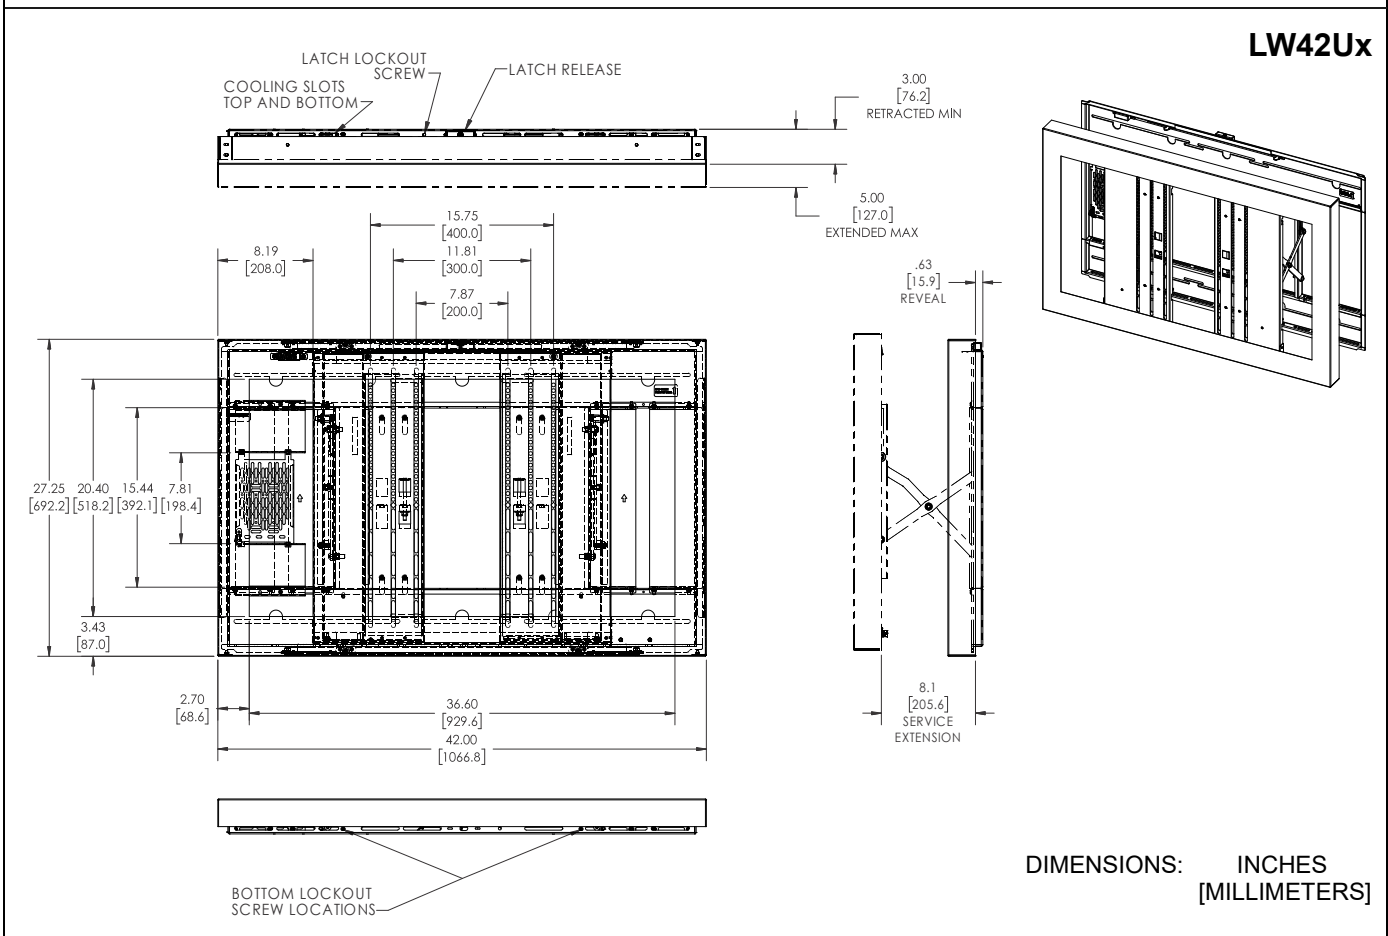 LW42Ux
LATCH LOCKOUT
SCREW
LATCH RELEASE
COOLING SLOTS
TOP AND BOTTOM
3.00
[76.2]
RETRACTED MIN
5.00
[127.0]
EXTENDED MAX
15.75
[400.0]
8.19
[208.0]
11.81
[300.0]
7.87
[200.0]
.63
[15.9]
REVEAL
27.25
[692.2]
20.40
[518.2]
15.44
[392.1]
7.81
[198.4]
3.43
[87.0]
2.70
[68.6]
36.60
[929.6]
42.00
[1066.8]
8.1
[205.6]
SERVICE
EXTENSION
BOTTOM LOCKOUT
SCREW LOCATIONS
DIMENSIONS: INCHES
[MILLIMETERS]